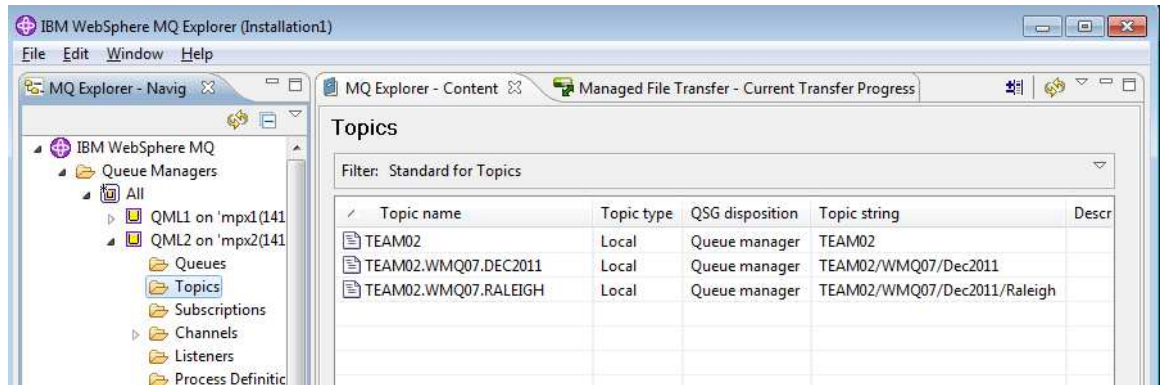 IBM WebSphere MQ Explorer (Installation1)
File Edit Window Help
MQ Explorer - Navig
MQ Explorer - Content
Managed File Transfer - Current Transfer Progress
IBM WebSphere MQ
Queue Managers
All
QML1 on 'mpx1(141
QML2 on 'mpx2(141
Queues
Topics
Subscriptions
Channels
Listeners
Process Definitic
Topics
Filter: Standard for Topics
Topic name Topic type QSG disposition Topic string Descr
TEAM02 Local Queue manager TEAM02
TEAM02.WMQ07.DEC2011 Local Queue manager TEAM02/WMQ07/Dec2011
TEAM02.WMQ07.RALEIGH Local Queue manager TEAM02/WMQ07/Dec2011/Raleigh